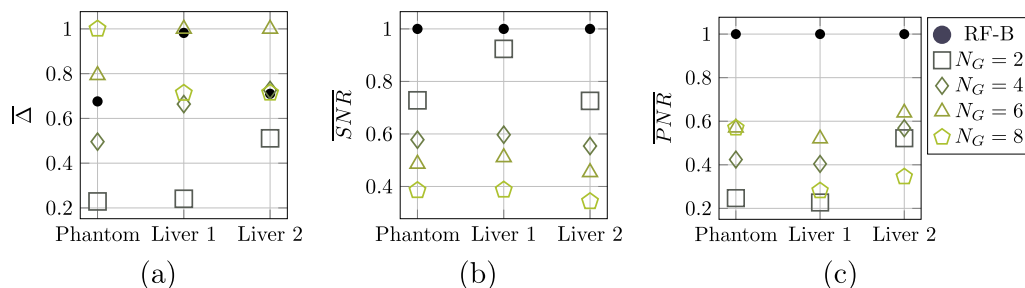 1
0.8
0.6
0.4
0.2
Δ
Phantom Liver 1 Liver 2
(a)
1
0.8
0.6
0.4
SNR
Phantom Liver 1 Liver 2
(b)
1
0.8
0.6
0.4
0.2
PNR
Phantom Liver 1 Liver 2
(c)
RF-B
N_G = 2
N_G = 4
N_G = 6
N_G = 8